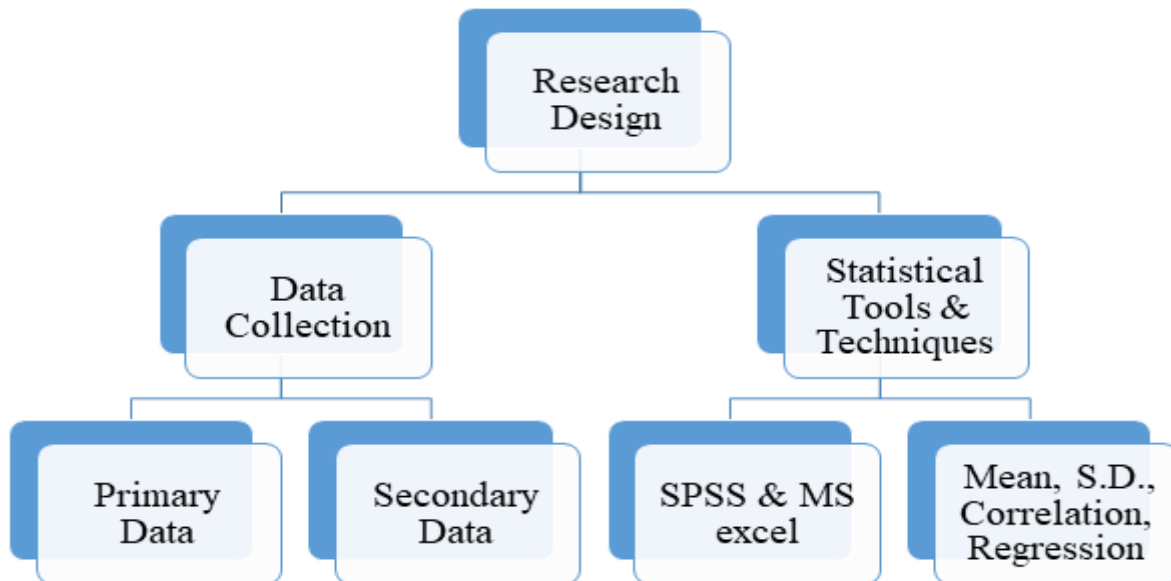 Research
Design
Data
Collection
Statistical
Tools &
Techniques
Primary
Data
Secondary
Data
SPSS & MS
excel
Mean, S.D.,
Correlation,
Regression